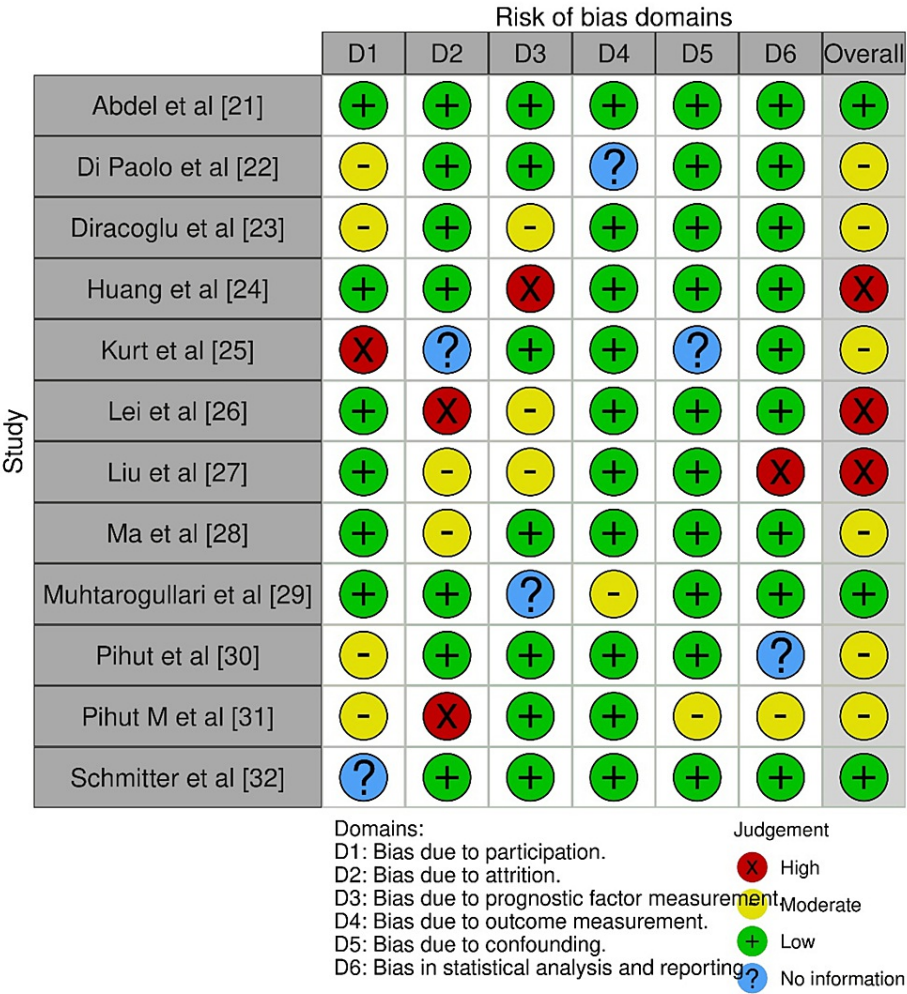 Risk of bias domains
D1 D2 D3 D4 D5 D6 Overall
Study
Abdel et al [21] + + + + + + +
Di Paolo et al [22] - + + ? + + -
Diracoglu et al [23] - + - + + + -
Huang et al [24] + + X + + + X
Kurt et al [25] X ? + + ? + -
Lei et al [26] + X - + + + X
Liu et al [27] + - - + + X X
Ma et al [28] + - + + + + -
Muhtarogullari et al [29] + + ? - + + +
Pihut et al [30] - + + + + ? -
Pihut M et al [31] - X + + - - -
Schmitter et al [32] ? + + + + + +
Domains:
D1: Bias due to participation.
D2: Bias due to attrition.
D3: Bias due to prognostic factor measurement.
D4: Bias due to outcome measurement.
D5: Bias due to confounding.
D6: Bias in statistical analysis and reporting.
Judgement
X High
- Moderate
+ Low
? No information